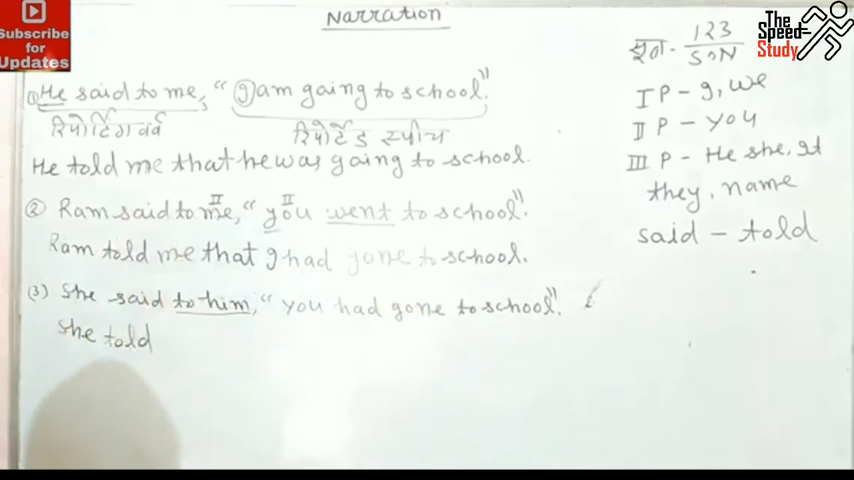 Narration
Subscribe
for
Updates
The
Speed
Study
सूत्र - 123
SON
① He said to me, "I am going to school".
रिपोर्टिंग वर्व
रिपोर्टेड स्पीच
He told me that he was going to school.
② Ram said to me, "you went to school".
II II
Ram told me that I had gone to school.
(3) She said to him, "you had gone to school".
She told
I P - I, we
II P - you
III P - He she, It
they, name
said - told